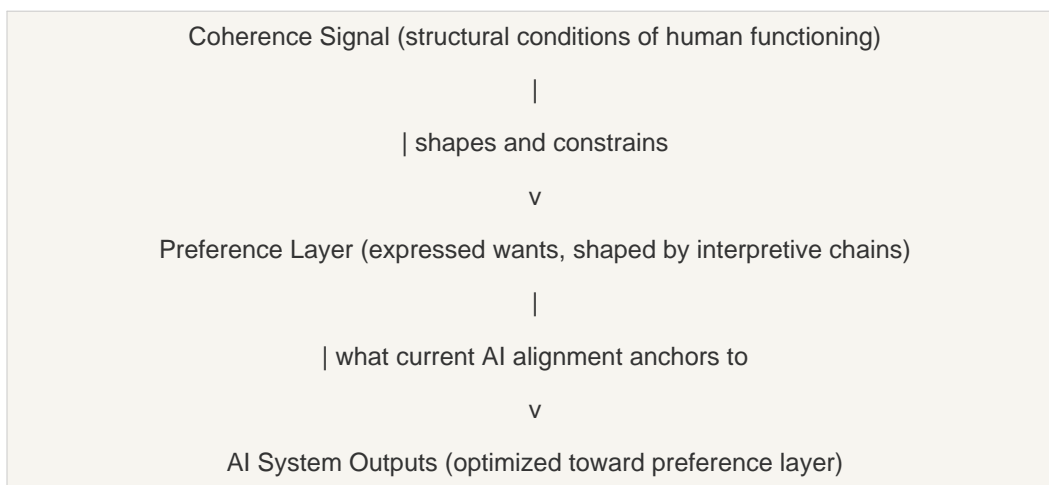 Coherence Signal (structural conditions of human functioning)
|
| shapes and constrains
v
Preference Layer (expressed wants, shaped by interpretive chains)
|
| what current AI alignment anchors to
v
AI System Outputs (optimized toward preference layer)